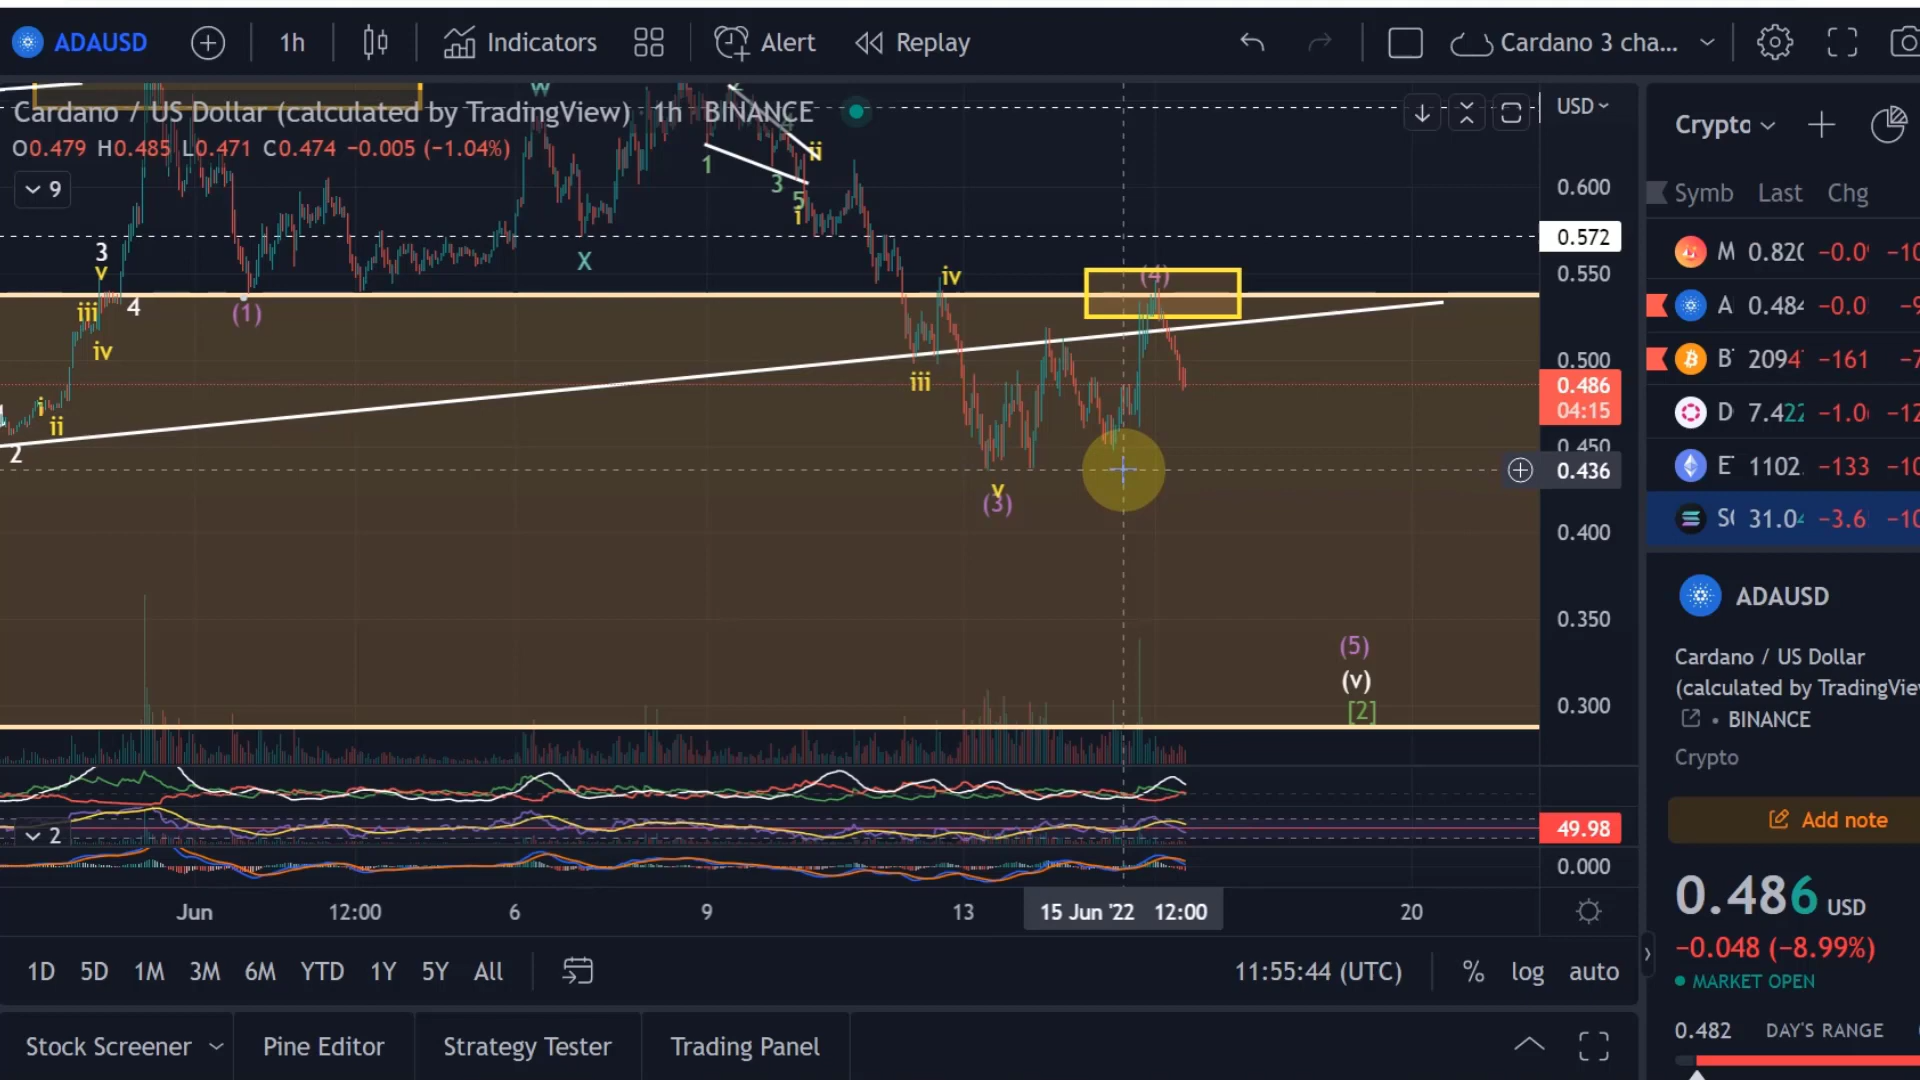 ADAUSD 1h Indicators Alert Replay Cardano 3 cha...
Cardano / US Dollar (calculated by TradingView) 1h BINANCE
O0.479 H0.485 L0.471 C0.474 −0.005 (−1.04%)
9
W
X
1
3
5
i
ii
3
v
iii
4
iv
i
ii
2
(1)
iv
iii
v
(3)
(4)
(5)
(v)
[2]
USD
0.600
0.572
0.550
0.500
0.486
04:15
0.450
0.436
0.400
0.350
0.300
2
49.98
0.000
Jun 12:00 6 9 13 15 Jun '22 12:00 20
1D 5D 1M 3M 6M YTD 1Y 5Y All
11:55:44 (UTC) % log auto
Stock Screener Pine Editor Strategy Tester Trading Panel
Crypto
Symb Last Chg
M 0.820 −0.0 −10
A 0.484 −0.0 −9
B 2094 −161 −7
D 7.422 −1.0 −12
E 1102 −133 −10
S 31.04 −3.6 −10
ADAUSD
Cardano / US Dollar
(calculated by TradingView
• BINANCE
Crypto
Add note
0.486 USD
−0.048 (−8.99%)
MARKET OPEN
0.482 DAY'S RANGE